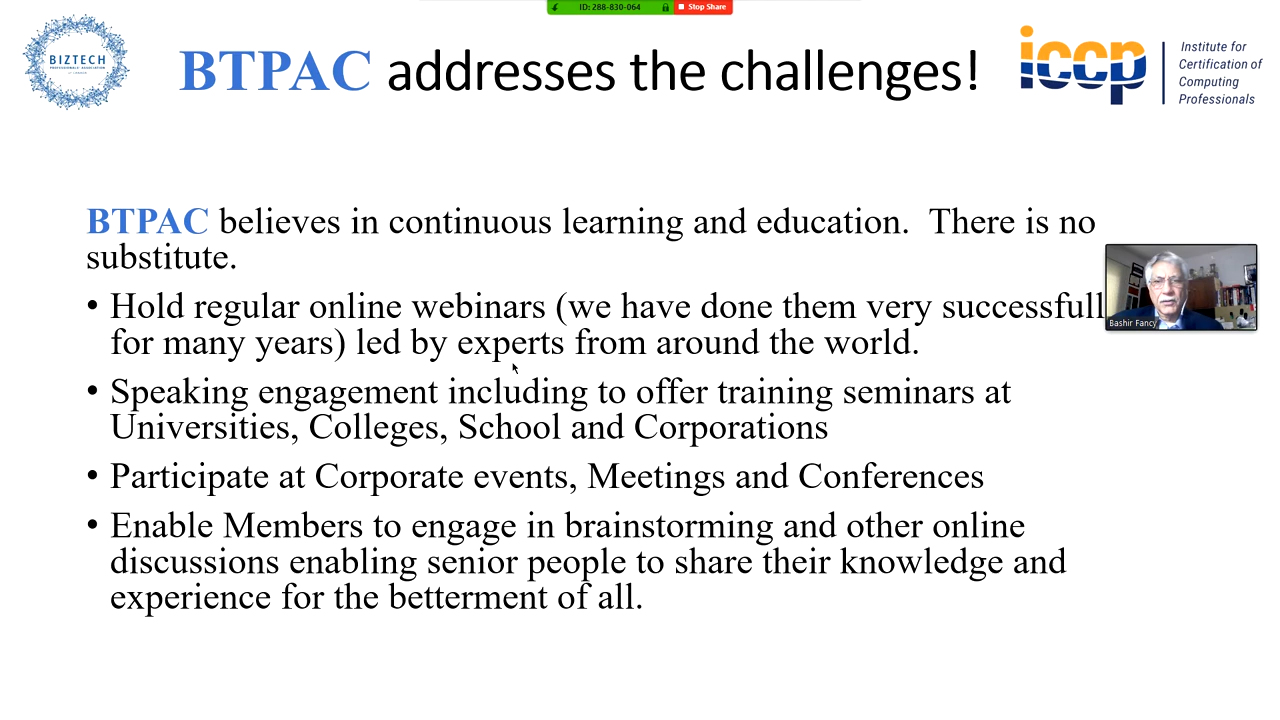 ID: 288-830-064
Stop Share
BIZTECH
BTPAC addresses the challenges!
iccp
Institute for
Certification of
Computing
Professionals
BTPAC believes in continuous learning and education.  There is no
substitute.
• Hold regular online webinars (we have done them very successfull
for many years) led by experts from around the world.
• Speaking engagement including to offer training seminars at
Universities, Colleges, School and Corporations
• Participate at Corporate events, Meetings and Conferences
• Enable Members to engage in brainstorming and other online
discussions enabling senior people to share their knowledge and
experience for the betterment of all.
Bashir Fancy